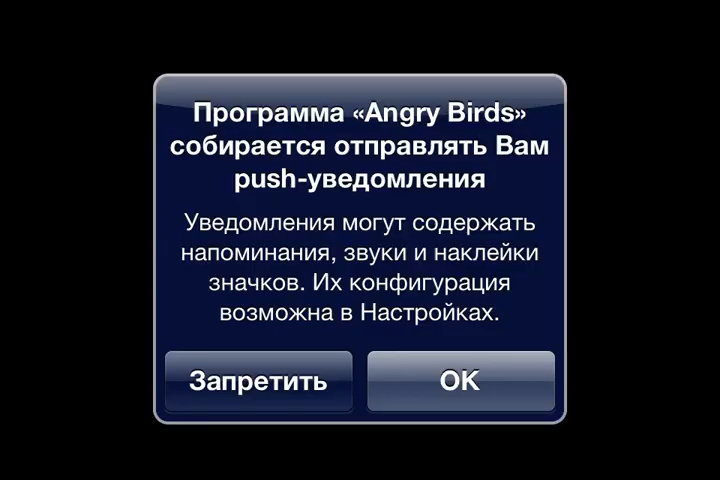 Программа «Angry Birds»
собирается отправлять Вам
push-уведомления
Уведомления могут содержать
напоминания, звуки и наклейки
значков. Их конфигурация
возможна в Настройках.
Запретить
OK